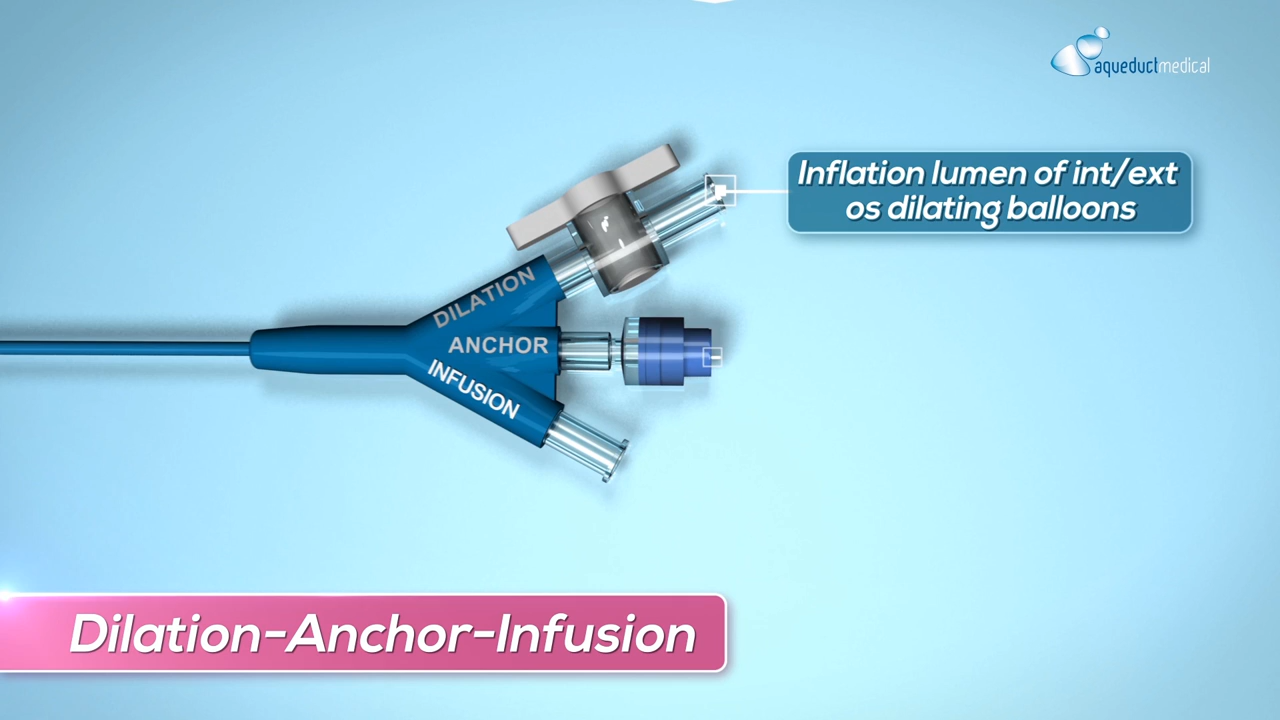 aqueductmedical
Inflation lumen of int/ext
os dilating balloons
DILATION
ANCHOR
INFUSION
Dilation-Anchor-Infusion